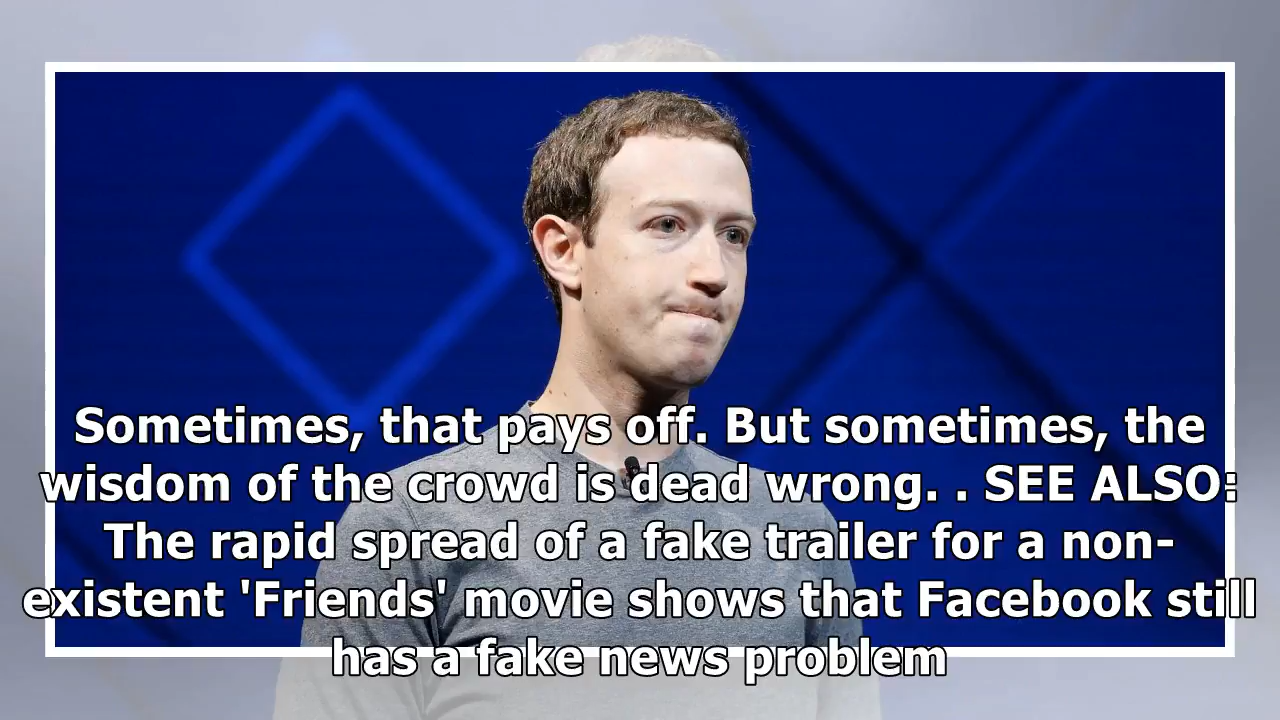 Sometimes, that pays off. But sometimes, the
wisdom of the crowd is dead wrong. . SEE ALSO:
The rapid spread of a fake trailer for a non-
existent 'Friends' movie shows that Facebook still
has a fake news problem